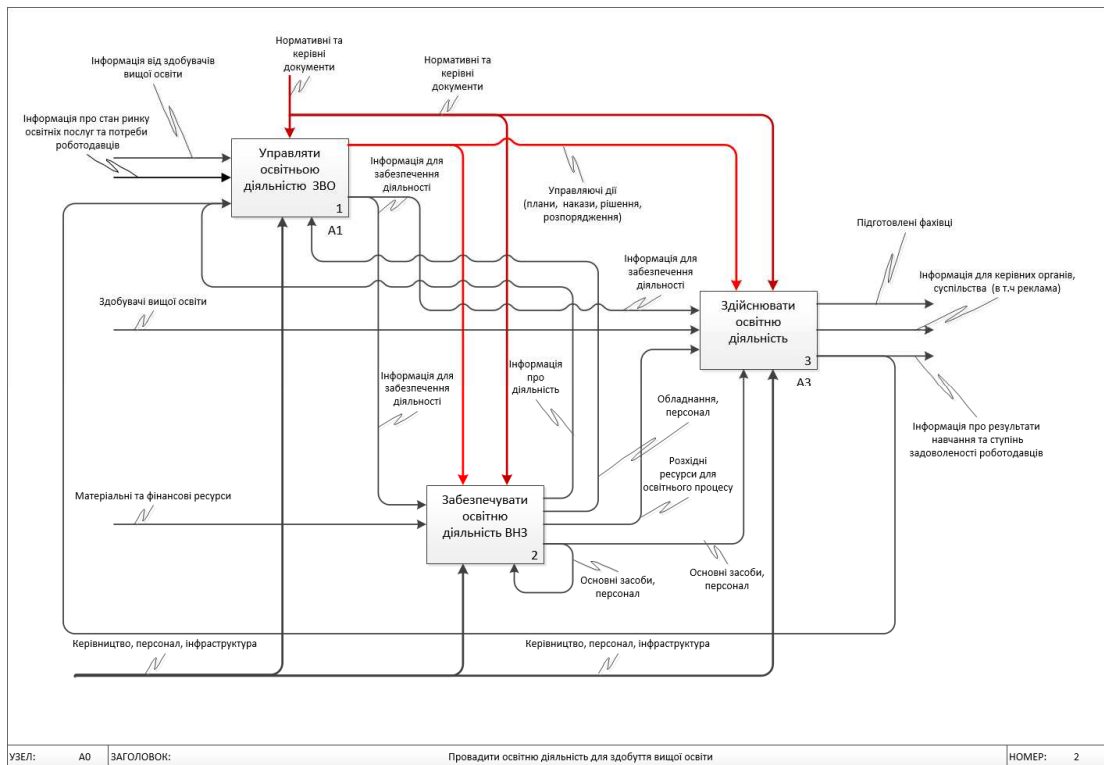 Нормативні та
керівні
документи
Нормативні та
керівні
документи
Інформація від здобувачів
вищої освіти
Інформація про стан ринку
освітніх послуг та потреби
роботодавців
Управляти
освітньою
діяльністю ЗВО
1
А1
Інформація для
забезпечення
діяльності
Управляючі дії
(плани, накази, рішення,
розпорядження)
Підготовлені фахівці
Інформація для
забезпечення
діяльності
Інформація для керівних органів,
суспільства (в т.ч реклама)
Здобувачі вищої освіти
Здійснювати
освітню
діяльність
3
А3
Інформація для
забезпечення
діяльності
Інформація
про
діяльність
Обладнання,
персонал
Інформація про результати
навчання та ступінь
задоволеності роботодавців
Розхідні
ресурси для
освітнього процесу
Матеріальні та фінансові ресурси
Забезпечувати
освітню
діяльність ВНЗ
2
Основні засоби,
персонал
Основні засоби,
персонал
Керівництво, персонал, інфраструктура
Керівництво, персонал, інфраструктура
УЗЕЛ: А0 ЗАГОЛОВОК: Провадити освітню діяльність для здобуття вищої освіти НОМЕР: 2